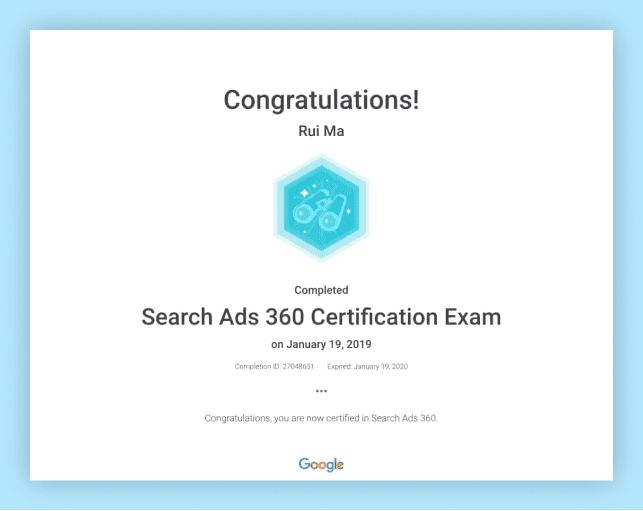 Congratulations!
Rui Ma
Completed
Search Ads 360 Certification Exam
on January 19, 2019
Completion ID: 27048651 Expired: January 19, 2020
•••
Congratulations, you are now certified in Search Ads 360.
Google